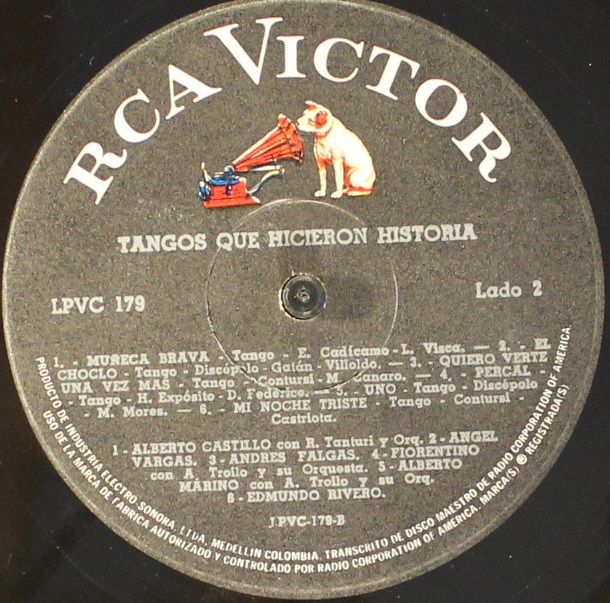 RCA VICTOR
TANGOS QUE HICIERON HISTORIA
LPVC 179
Lado 2
1. - MUÑECA BRAVA - Tango - E. Cadícamo - L. Visca. — 2. - EL
CHOCLO - Tango - Discépolo - Galán - Villoldo. — 3. - QUIERO VERTE
UNA VEZ MAS - Tango - Contursi - M. Canaro. — 4. - PERCAL -
- Tango - H. Expósito - D. Federico. — 5. - UNO - Tango - Discépolo
- M. Mores. — 6. - MI NOCHE TRISTE - Tango - Contursi -
Castriota.
1 - ALBERTO CASTILLO con R. Tanturi y Orq. 2 - ANGEL
VARGAS. 3 - ANDRES FALGAS. 4 - FIORENTINO
con A. Troilo y su Orquesta. 5 - ALBERTO
MARINO con A. Troilo y su Orq.
6 - EDMUNDO RIVERO.
LPVC-179-B
PRODUCTO DE INDUSTRIA ELECTRO-SONORA, LTDA, MEDELLIN COLOMBIA. TRANSCRITO DE DISCO MAESTRO DE RADIO CORPORATION OF AMERICA.
USO DE LA MARCA DE FABRICA AUTORIZADO Y CONTROLADO POR RADIO CORPORATION OF AMERICA. MARCA(S) ® REGISTRADA(S)